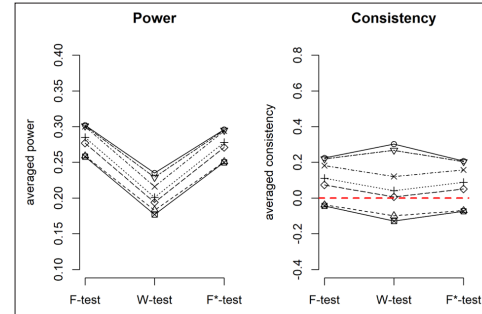 Power
averaged power
0.40
0.35
0.30
0.25
0.20
0.15
0.10
F-test W-test F*-test
Consistency
averaged consistency
0.8
0.6
0.4
0.2
0.0
-0.2
-0.4
F-test W-test F*-test